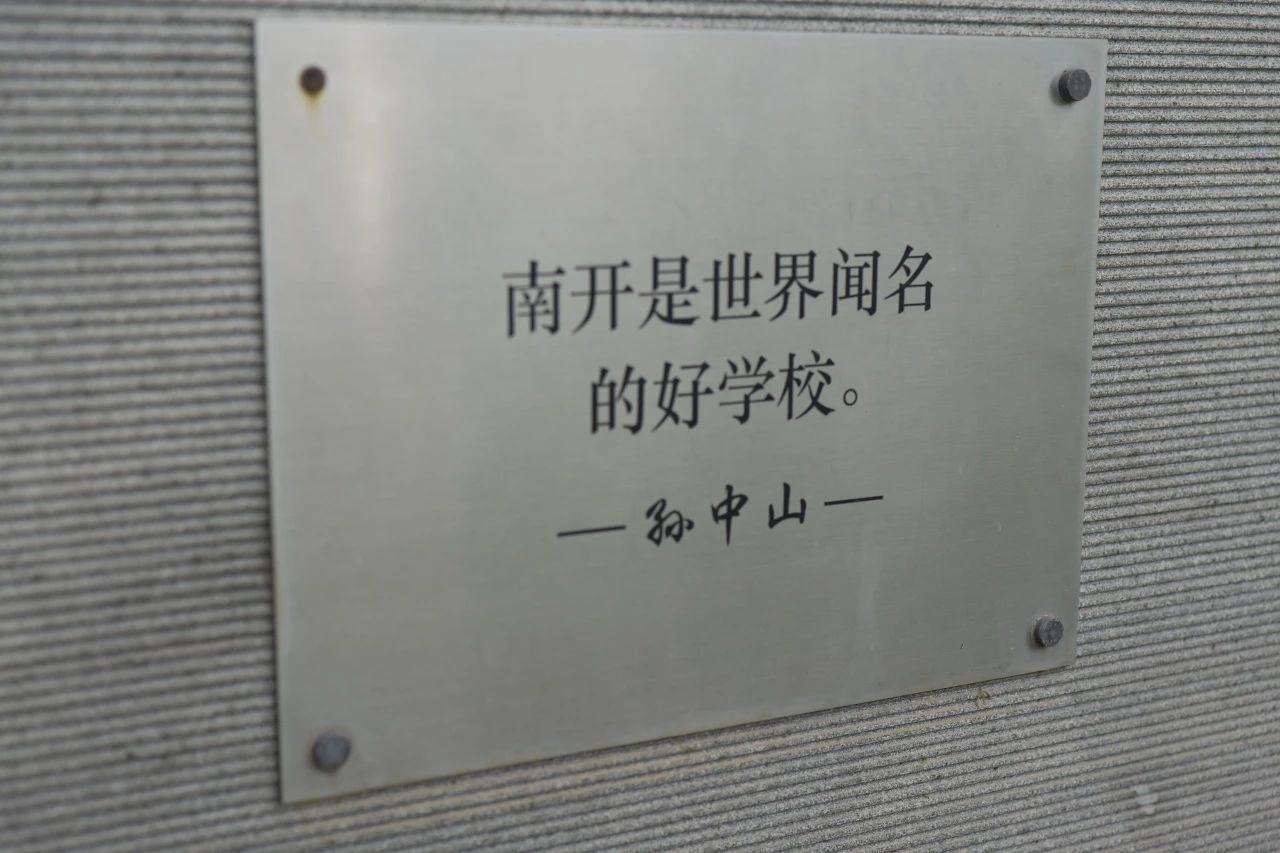 南开是世界闻名
的好学校。
— 孙中山 —